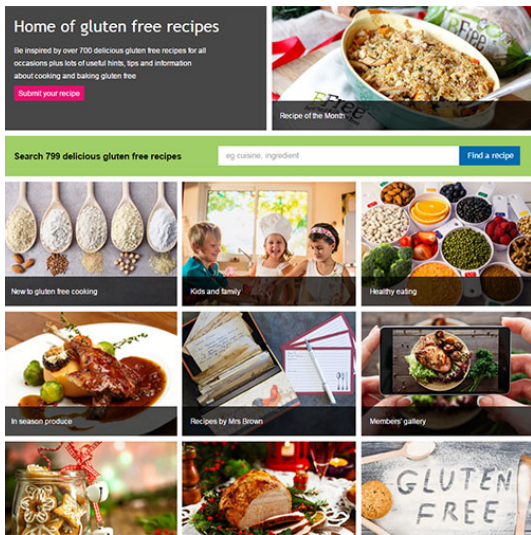 Home of gluten free recipes
Be inspired by over 700 delicious gluten free recipes for all
occasions plus lots of useful hints, tips and information
about cooking and baking gluten free
Submit your recipe
BFree
BFree
Recipe of the Month
Search 799 delicious gluten free recipes
eg cuisine, ingredient
Find a recipe
New to gluten free cooking
Kids and family
Healthy eating
In season produce
Recipes by Mrs Brown
Members' gallery
GLUTEN
FREE